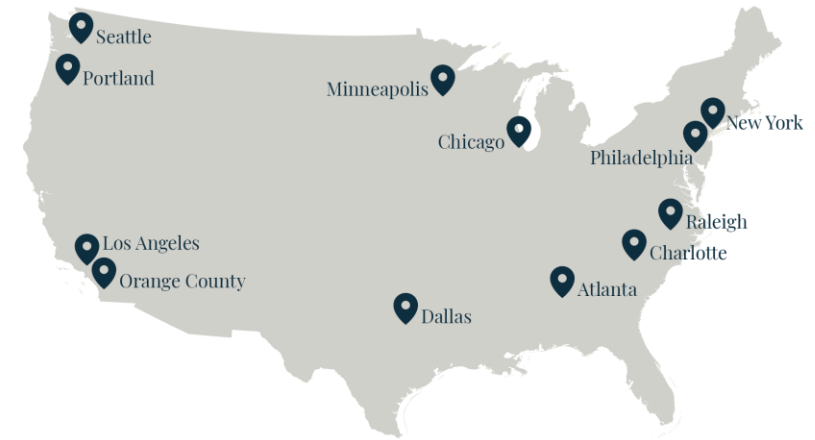 Seattle
Portland
Minneapolis
New York
Chicago
Philadelphia
Raleigh
Los Angeles
Charlotte
Orange County
Atlanta
Dallas